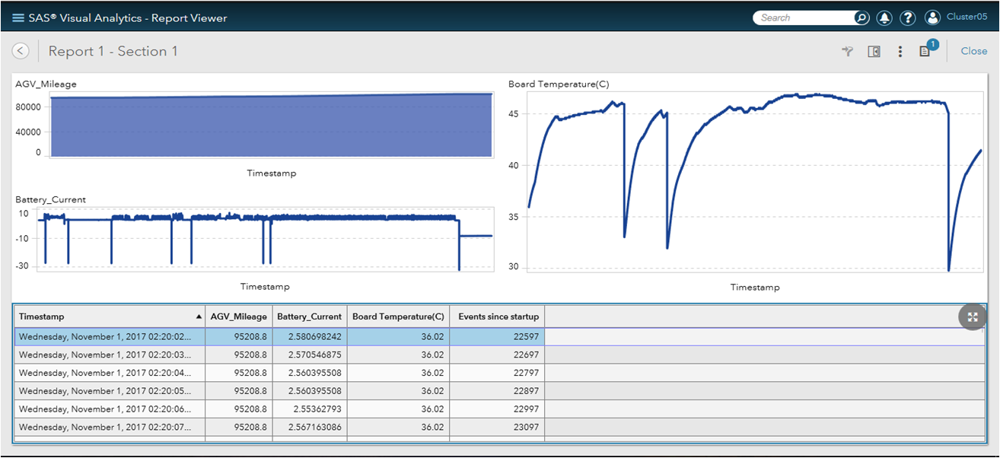 SAS® Visual Analytics - Report Viewer
Search
Cluster05
Report 1 - Section 1
1
Close
AGV_Mileage
80000
40000
0
Timestamp
Battery_Current
10
-10
-30
Timestamp
Board Temperature(C)
45
40
35
30
Timestamp
Timestamp AGV_Mileage Battery_Current Board Temperature(C) Events since startup
Wednesday, November 1, 2017 02:20:02... 95208.8 2.580698242 36.02 22597
Wednesday, November 1, 2017 02:20:03... 95208.8 2.570546875 36.02 22697
Wednesday, November 1, 2017 02:20:04... 95208.8 2.560395508 36.02 22797
Wednesday, November 1, 2017 02:20:05... 95208.8 2.560395508 36.02 22897
Wednesday, November 1, 2017 02:20:06... 95208.8 2.55362793 36.02 22997
Wednesday, November 1, 2017 02:20:07... 95208.8 2.567163086 36.02 23097